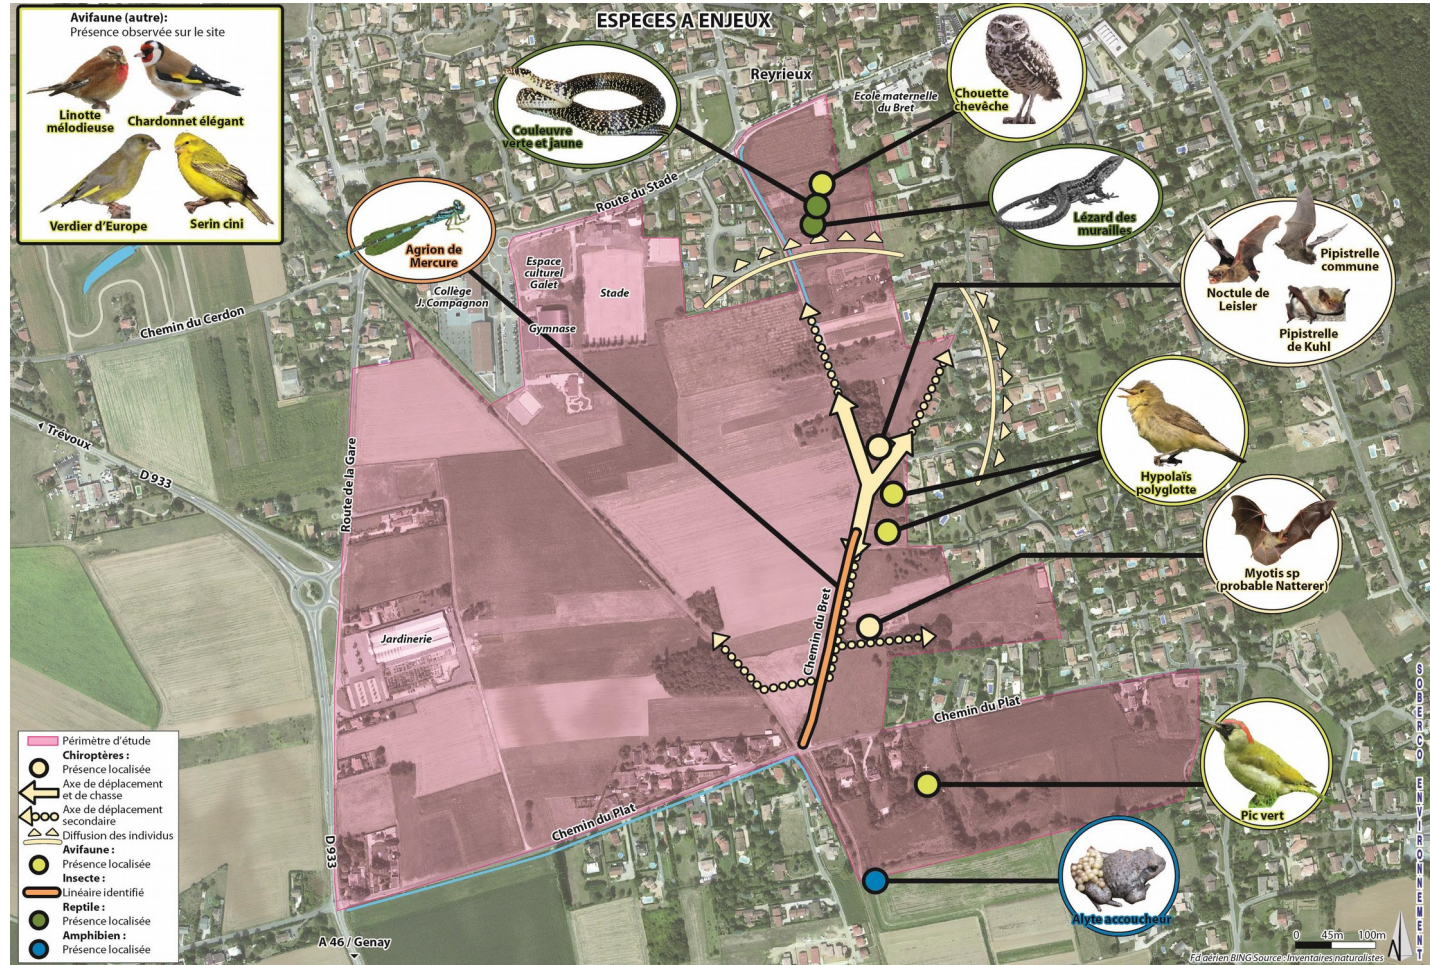 ESPECES A ENJEUX
Avifaune (autre):
Présence observée sur le site
Linotte
mélodieuse
Chardonnet élégant
Verdier d'Europe
Serin cini
Couleuvre
verte et jaune
Reyrieux
Ecole maternelle
du Bret
Chouette
chevêche
Lézard des
murailles
Route du Stade
Agrion de
Mercure
Espace
culturel
Galet
Stade
Collège
J. Compagnon
Gymnase
Chemin du Cerdon
Noctule de
Leisler
Pipistrelle
commune
Pipistrelle
de Kuhl
Trévoux
D 933
Route de la Gare
Hypolaïs
polyglotte
Myotis sp
(probable Natterer)
Jardinerie
Chemin du Bret
Chemin du Plat
Pic vert
Chemin du Plat
D 933
A 46 / Genay
Alyte accoucheur
Périmètre d'étude
Chiroptères :
Présence localisée
Axe de déplacement
et de chasse
Axe de déplacement
secondaire
Diffusion des individus
Avifaune :
Présence localisée
Insecte :
Linéaire identifié
Reptile :
Présence localisée
Amphibien :
Présence localisée
0 45m 100m
Fd aérien BING Source : Inventaires naturalistes
N
SOBERCO ENVIRONNEMENT